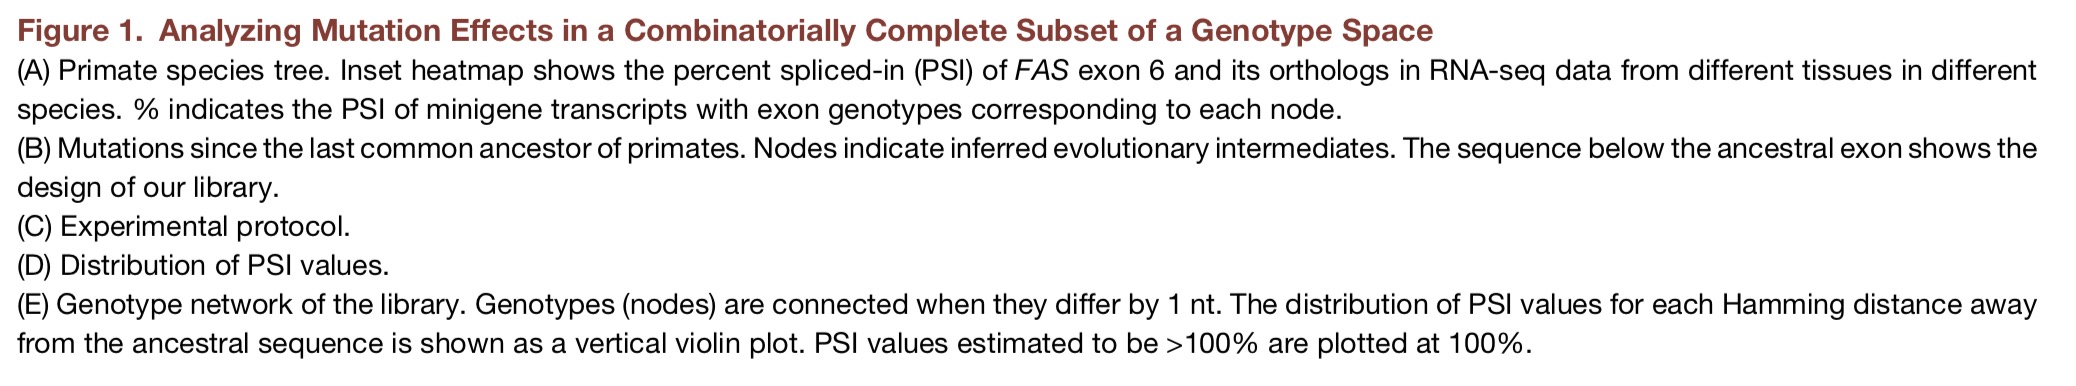 Figure 1. Analyzing Mutation Effects in a Combinatorially Complete Subset of a Genotype Space
(A) Primate species tree. Inset heatmap shows the percent spliced-in (PSI) of FAS exon 6 and its orthologs in RNA-seq data from different tissues in different
species. % indicates the PSI of minigene transcripts with exon genotypes corresponding to each node.
(B) Mutations since the last common ancestor of primates. Nodes indicate inferred evolutionary intermediates. The sequence below the ancestral exon shows the
design of our library.
(C) Experimental protocol.
(D) Distribution of PSI values.
(E) Genotype network of the library. Genotypes (nodes) are connected when they differ by 1 nt. The distribution of PSI values for each Hamming distance away
from the ancestral sequence is shown as a vertical violin plot. PSI values estimated to be >100% are plotted at 100%.